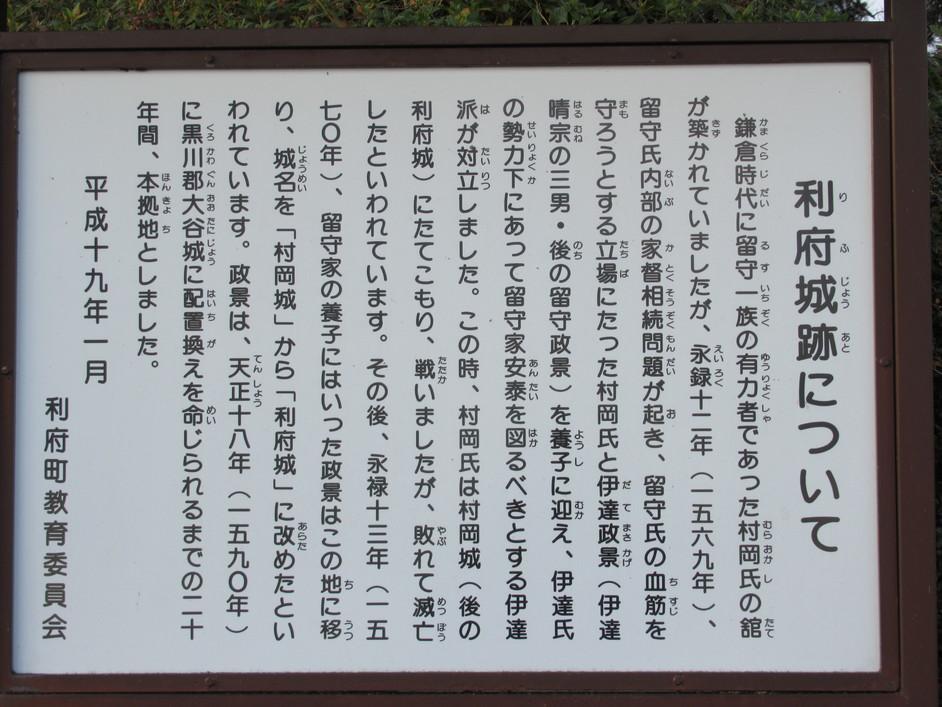 利府城跡について
鎌倉時代に留守一族の有力者であった村岡氏の舘
が築かれていましたが、永録十二年（一五六九年）、
留守氏内部の家督相続問題が起き、留守氏の血筋を
守ろうとする立場にたった村岡氏と伊達政景（伊達
晴宗の三男・後の留守政景）を養子に迎え、伊達氏
の勢力下にあって留守家安泰を図るべきとする伊達
派が対立しました。この時、村岡氏は村岡城（後の
利府城）にたてこもり、戦いましたが、敗れて滅亡
したといわれています。その後、永禄十三年（一五
七〇年）、留守家の養子にはいった政景はこの地に移
り、城名を「村岡城」から「利府城」に改めたとい
われています。政景は、天正十八年（一五九〇年）
に黒川郡大谷城に配置換えを命じられるまでの二十
年間、本拠地としました。
平成十九年一月
利府町教育委員会